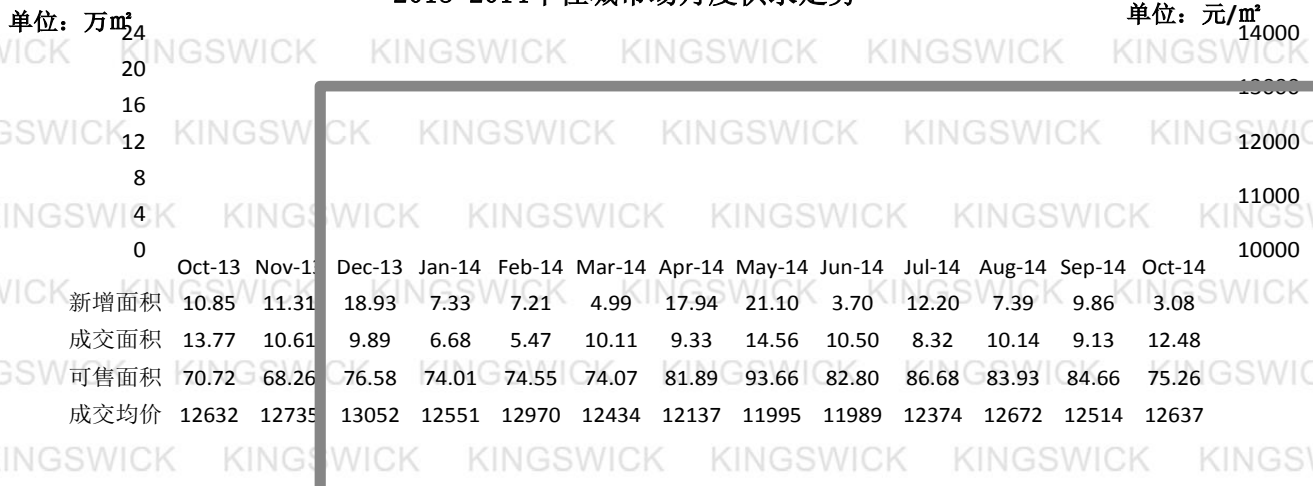 单位：万㎡
单位：元/㎡
24
20
16
12
8
4
0
14000
13000
12000
11000
10000
Oct-13 Nov-13 Dec-13 Jan-14 Feb-14 Mar-14 Apr-14 May-14 Jun-14 Jul-14 Aug-14 Sep-14 Oct-14
新增面积 10.85 11.31 18.93 7.33 7.21 4.99 17.94 21.10 3.70 12.20 7.39 9.86 3.08
成交面积 13.77 10.61 9.89 6.68 5.47 10.11 9.33 14.56 10.50 8.32 10.14 9.13 12.48
可售面积 70.72 68.26 76.58 74.01 74.55 74.07 81.89 93.66 82.80 86.68 83.93 84.66 75.26
成交均价 12632 12735 13052 12551 12970 12434 12137 11995 11989 12374 12672 12514 12637
KINGSWICK